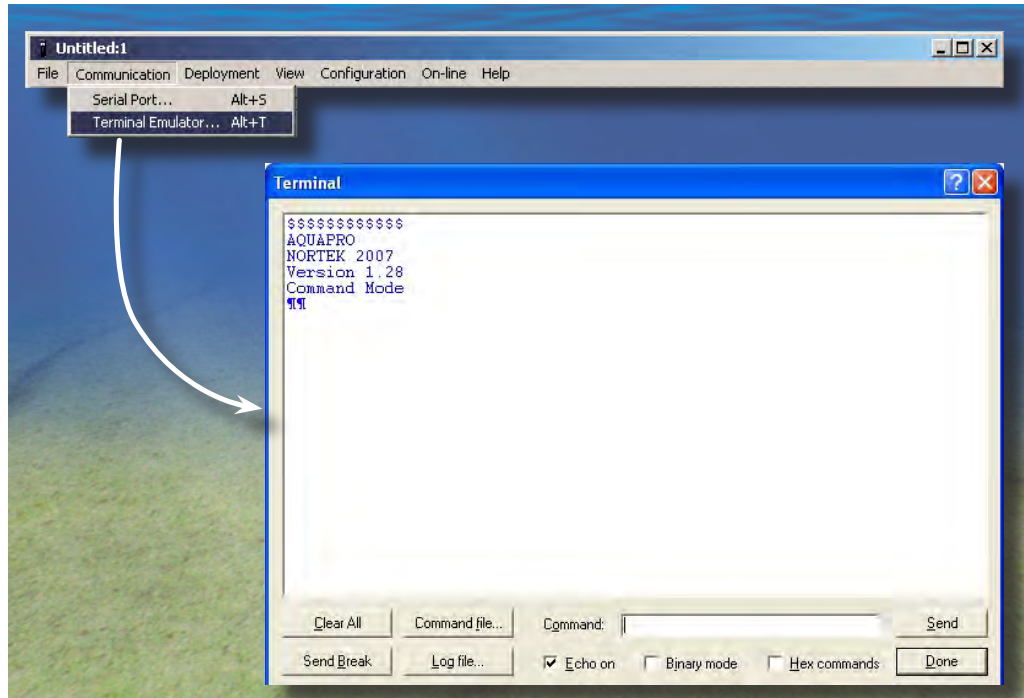 Untitled:1
File Communication Deployment View Configuration On-line Help
Serial Port... Alt+S
Terminal Emulator... Alt+T
Terminal
$$$$$$$$$$$$
AQUAPRO
NORTEK 2007
Version 1.28
Command Mode
¶¶
Clear All Command file... Command: Send
Send Break Log file... Echo on Binary mode Hex commands Done